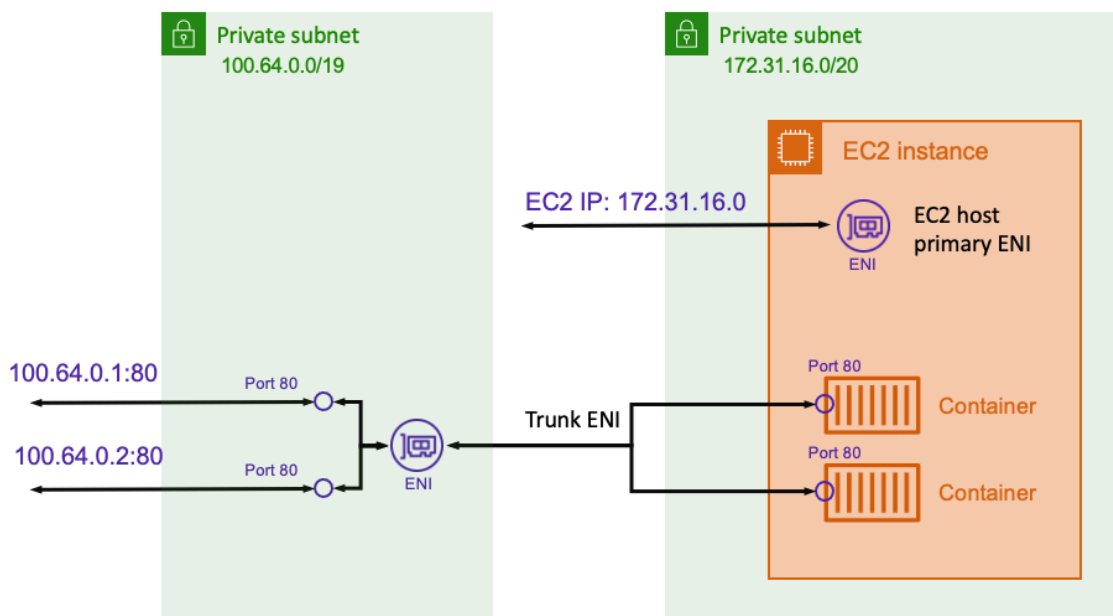 Private subnet
100.64.0.0/19
Private subnet
172.31.16.0/20
EC2 instance
EC2 IP: 172.31.16.0
EC2 host
primary ENI
ENI
100.64.0.1:80
Port 80
Port 80
Container
Trunk ENI
100.64.0.2:80
Port 80
ENI
Port 80
Container